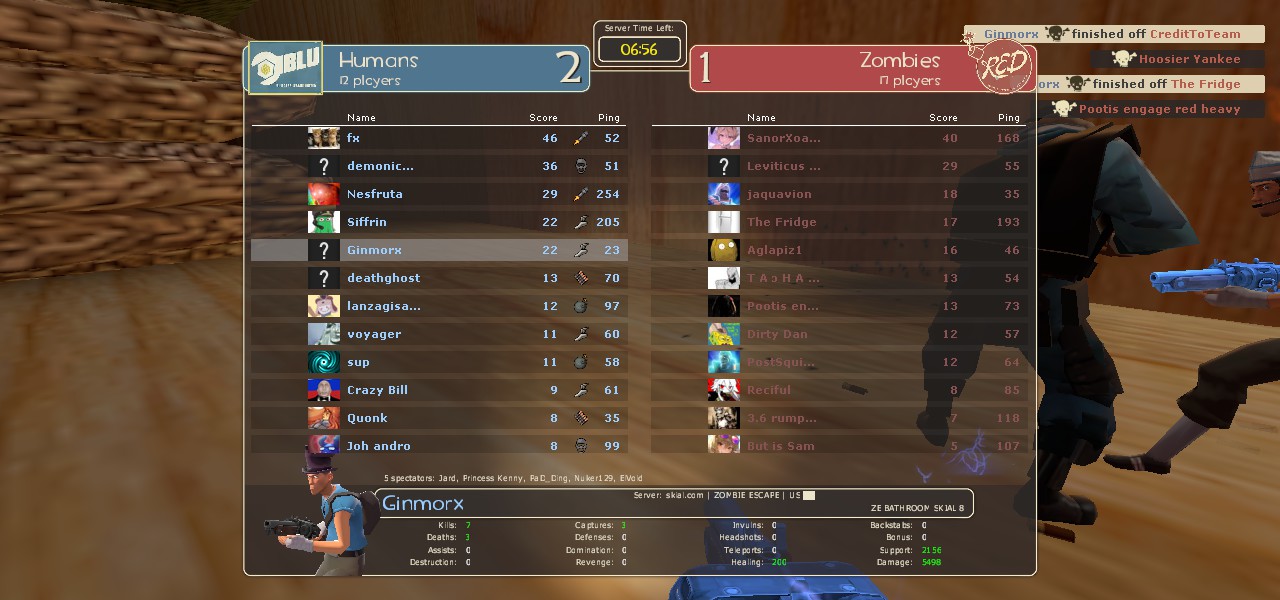 Server Time Left:
06:56
BLU
Humans
12 players
2
1
Zombies
17 players
RED
Ginmorx finished off CreditToTeam
Hoosier Yankee
orx finished off The Fridge
Pootis engage red heavy
Name Score Ping
fx 46 52
demonic... 36 51
Nesfruta 29 254
Siffrin 22 205
Ginmorx 22 23
deathghost 13 70
lanzagisa... 12 97
voyager 11 60
sup 11 58
Crazy Bill 9 61
Quonk 8 35
Joh andro 8 99
Name Score Ping
SanorXoa... 40 168
Leviticus ... 29 55
jaquavion 18 35
The Fridge 17 193
Aglapiz1 16 46
T A ɔ H A ... 13 54
Pootis en... 13 73
Dirty Dan 12 57
PostSqui... 12 64
Reciful 8 85
3.6 rump... 7 118
But is Sam 5 107
5 spectators: Jard, Princess Kenny, PaD_Ding, Nuker129, ElVoid
Ginmorx
Server: skial.com | ZOMBIE ESCAPE | US
ZE BATHROOM SKIAL 8
Kills: 7 Captures: 3 Invulns: 0 Backstabs: 0
Deaths: 3 Defenses: 0 Headshots: 0 Bonus: 0
Assists: 0 Domination: 0 Teleports: 0 Support: 2156
Destruction: 0 Revenge: 0 Healing: 200 Damage: 5498